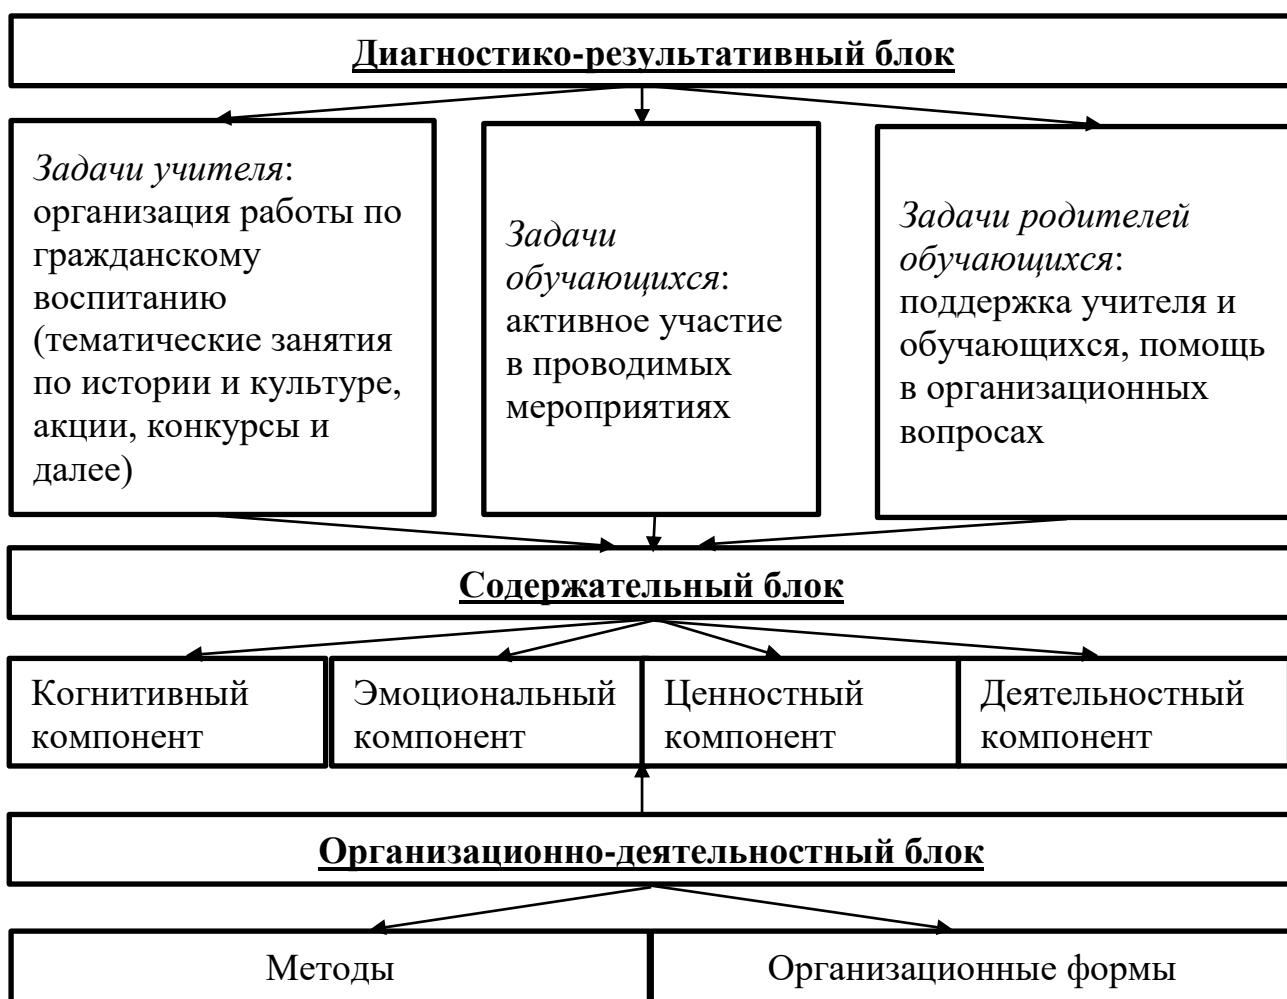 Диагностико-результативный блок
Задачи учителя:
организация работы по
гражданскому
воспитанию
(тематические занятия
по истории и культуре,
акции, конкурсы и
далее)
Задачи
обучающихся:
активное участие
в проводимых
мероприятиях
Задачи родителей
обучающихся:
поддержка учителя и
обучающихся, помощь
в организационных
вопросах
Содержательный блок
Когнитивный
компонент
Эмоциональный
компонент
Ценностный
компонент
Деятельностный
компонент
Организационно-деятельностный блок
Методы
Организационные формы